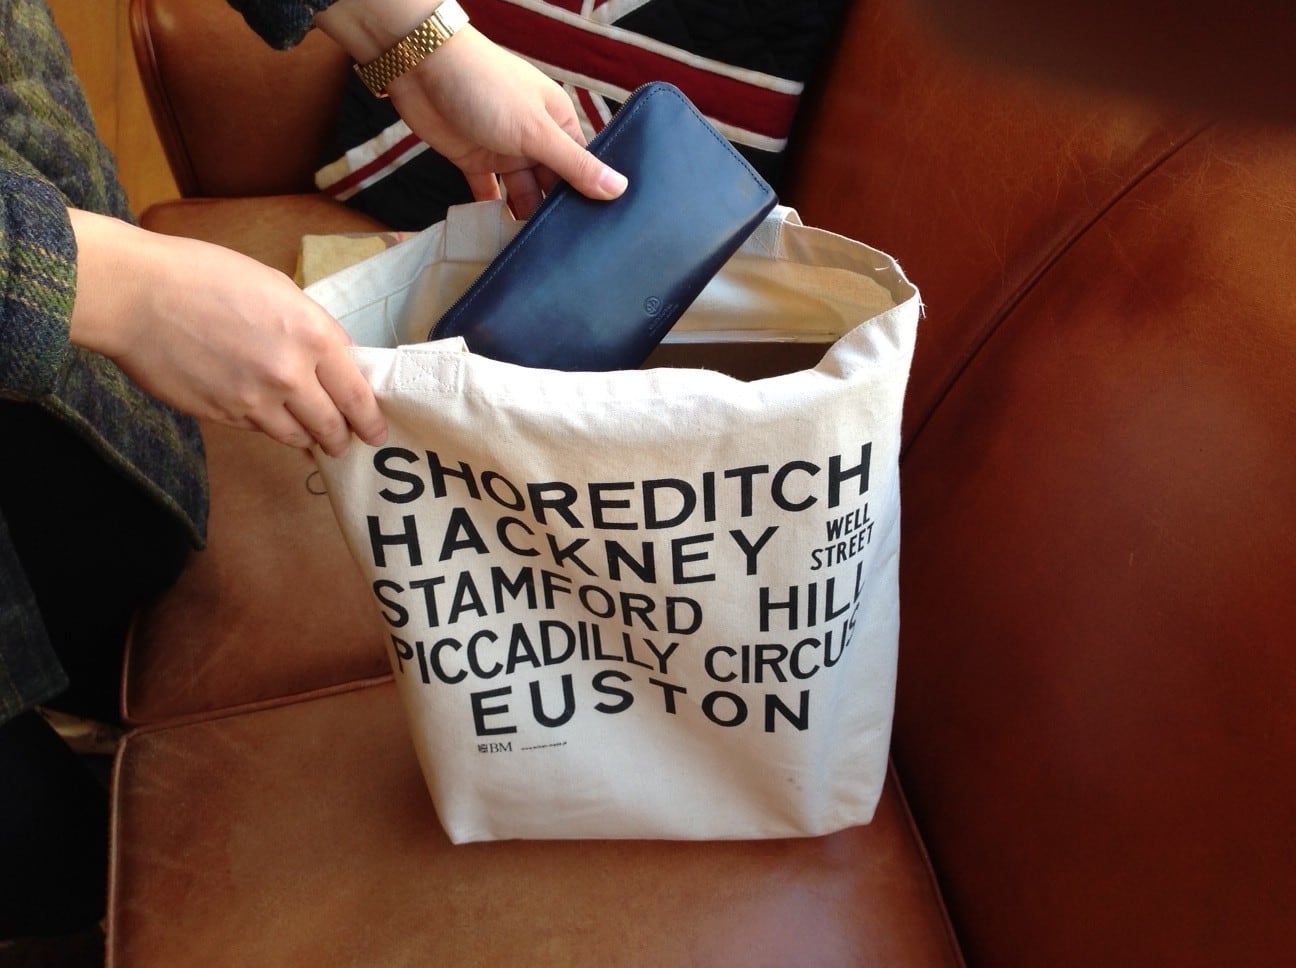 SHOREDITCH
HACKNEY WELL STREET
STAMFORD HILL
PICCADILLY CIRCUS
EUSTON
BM